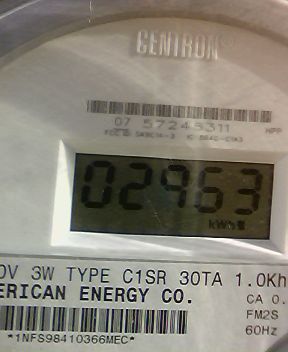 CENTRON®
07 57245311 HPP
02963
kWh
0V 3W TYPE C1SR 30TA 1.0Kh
ERICAN ENERGY CO. CA 0.
FM2S
60Hz
*1NFS98410366MEC*